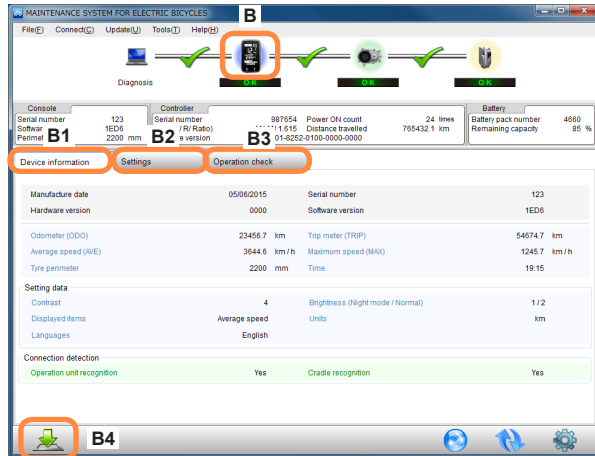 MAINTENANCE SYSTEM FOR ELECTRIC BICYCLES
B
File(F) Connect(C) Update(U) Tools(T) Help(H)
Diagnosis OK OK OK
Console Controller Battery
Serial number 123 Serial number 987654 Power ON count 24 times Battery pack number 4660
1ED6 / R/ Ratio) 1.615 Distance travelled 765432.1 km Remaining capacity 85 %
2200 mm version 01-8252-0100-0000-0000
B1 B2 B3
Device information Settings Operation check
Manufacture date 05/06/2015 Serial number 123
Hardware version 0000 Software version 1ED6
Odometer (ODO) 23456.7 km Trip meter (TRIP) 54674.7 km
Average speed (AVE) 3644.6 km/h Maximum speed (MAX) 1245.7 km/h
Tyre perimeter 2200 mm Time 19:15
Setting data
Contrast 4 Brightness (Night mode / Normal) 1/2
Displayed items Average speed Units km
Languages English
Connection detection
Operation unit recognition Yes Cradle recognition Yes
B4